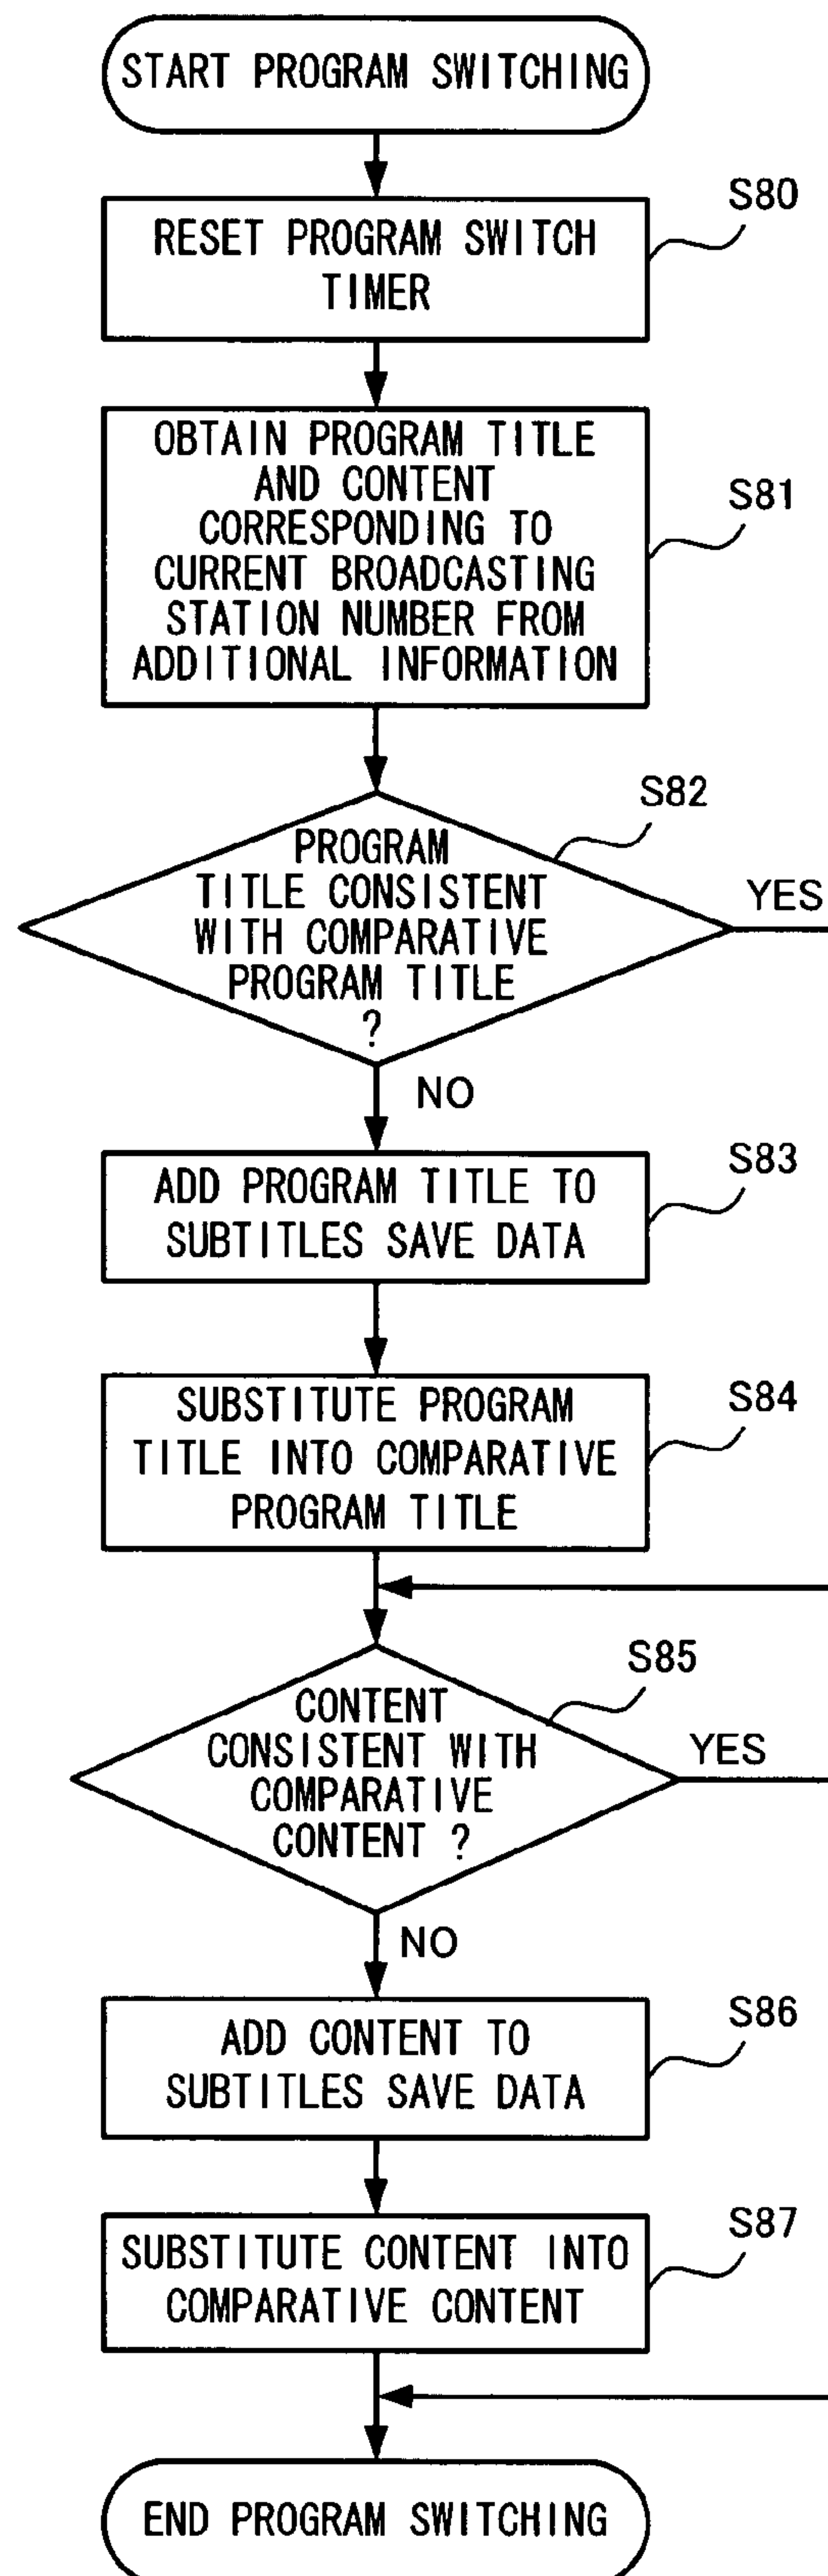 START PROGRAM SWITCHING
S80
RESET PROGRAM SWITCH
TIMER
S81
OBTAIN PROGRAM TITLE
AND CONTENT
CORRESPONDING TO
CURRENT BROADCASTING
STATION NUMBER FROM
ADDITIONAL INFORMATION
S82
PROGRAM
TITLE CONSISTENT
WITH COMPARATIVE
PROGRAM TITLE
?
YES
NO
S83
ADD PROGRAM TITLE TO
SUBTITLES SAVE DATA
S84
SUBSTITUTE PROGRAM
TITLE INTO COMPARATIVE
PROGRAM TITLE
S85
CONTENT
CONSISTENT WITH
COMPARATIVE
CONTENT ?
YES
NO
S86
ADD CONTENT TO
SUBTITLES SAVE DATA
S87
SUBSTITUTE CONTENT INTO
COMPARATIVE CONTENT
END PROGRAM SWITCHING